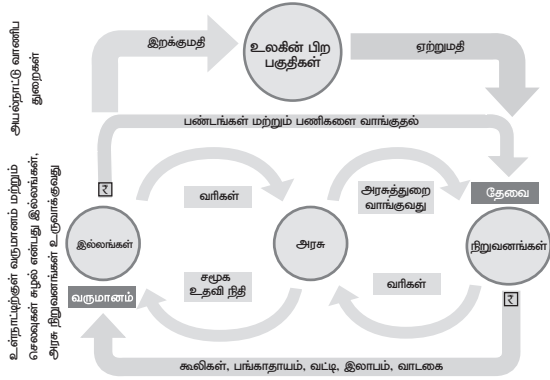 அயல்நாட்டு வாணிப
துறைகள்
இறக்குமதி
உலகின் பிற
பகுதிகள்
ஏற்றுமதி
பண்டங்கள் மற்றும் பணிகளை வாங்குதல்
உள்நாட்டிற்குள் வருமானம் மற்றும்
செலவுகள் சுழல் என்பது இல்லங்கள்,
அரசு நிறுவனங்கள் உருவாக்குவது
₹
வரிகள்
அரசுத்துறை
வாங்குவது
தேவை
இல்லங்கள்
அரசு
நிறுவனங்கள்
வருமானம்
சமூக
உதவி நிதி
வரிகள்
₹
கூலிகள், பங்காதாயம், வட்டி, இலாபம், வாடகை